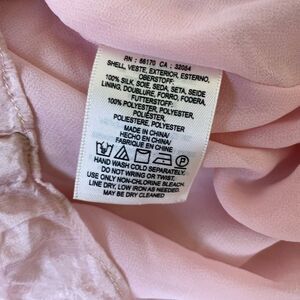 RN : 66170 CA : 32054
SHELL, VESTE, EXTERIOR, ESTERNO,
OBERSTOFF:
100% SILK, SOIE, SEDA, SETA, SEIDE
LINING, DOUBLURE, FORRO, FODERA,
FUTTERSTOFF:
100% POLYESTER, POLYESTER,
POLIÉSTER,
POLIESTERE, POLYESTER
MADE IN CHINA/
HECHO EN CHINA/
FABRIQUE EN CHINE
HAND WASH COLD SEPARATELY.
DO NOT WRING OR TWIST.
USE ONLY NON-CHLORINE BLEACH.
LINE DRY, LOW IRON AS NEEDED.
MAY BE DRY CLEANED